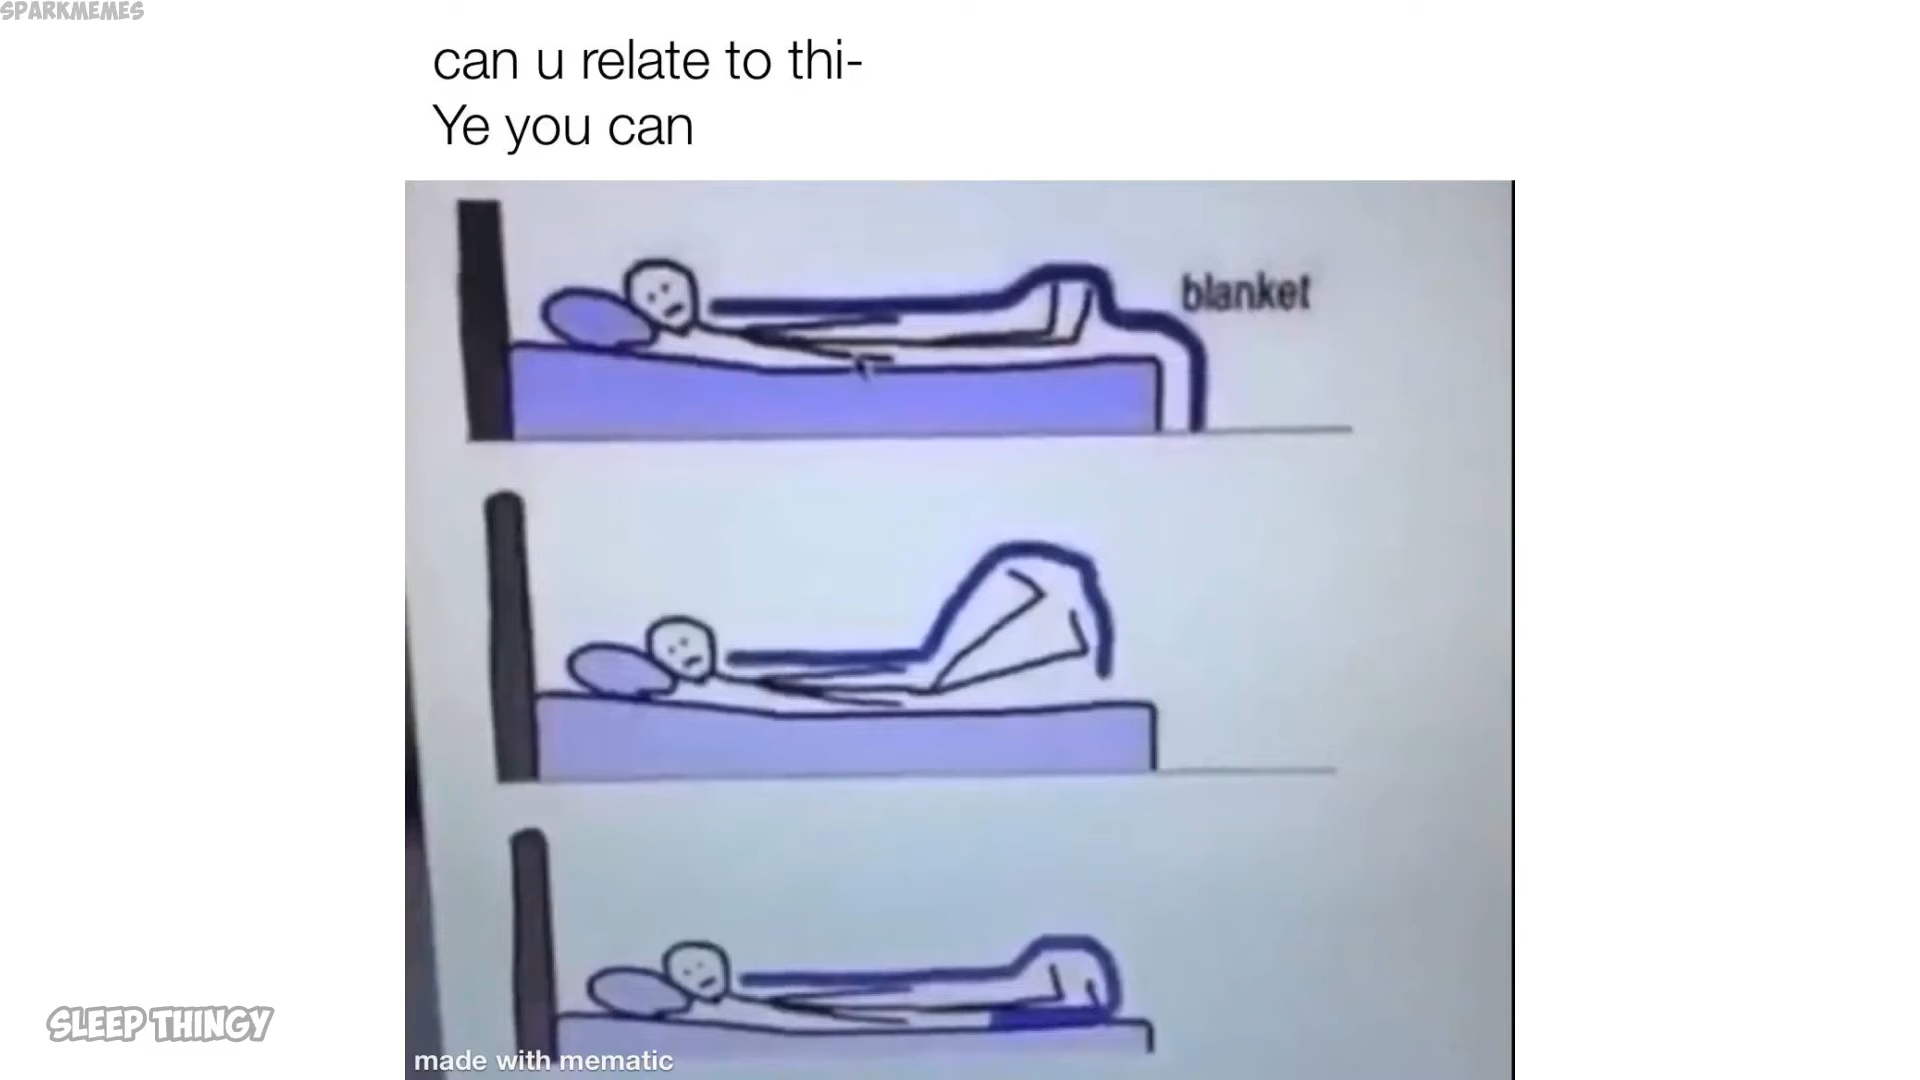 SPARKMEMES
can u relate to thi-
Ye you can
blanket
SLEEP THINGY
made with mematic